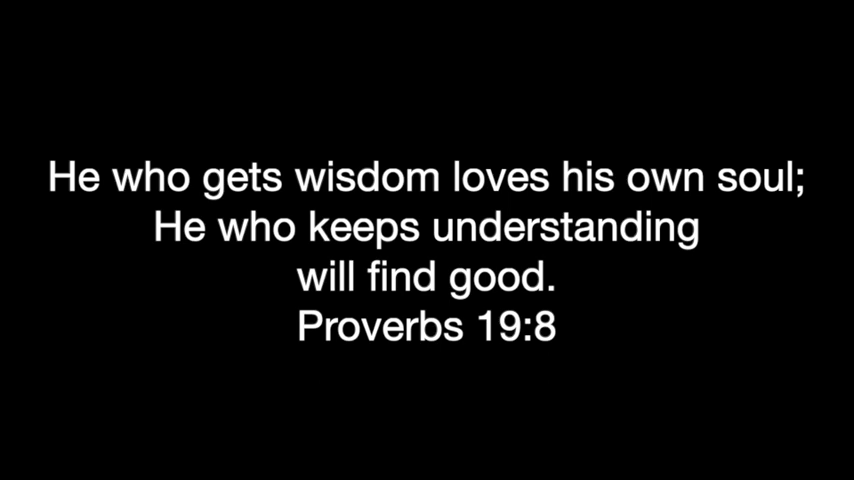 He who gets wisdom loves his own soul;
He who keeps understanding
will find good.
Proverbs 19:8